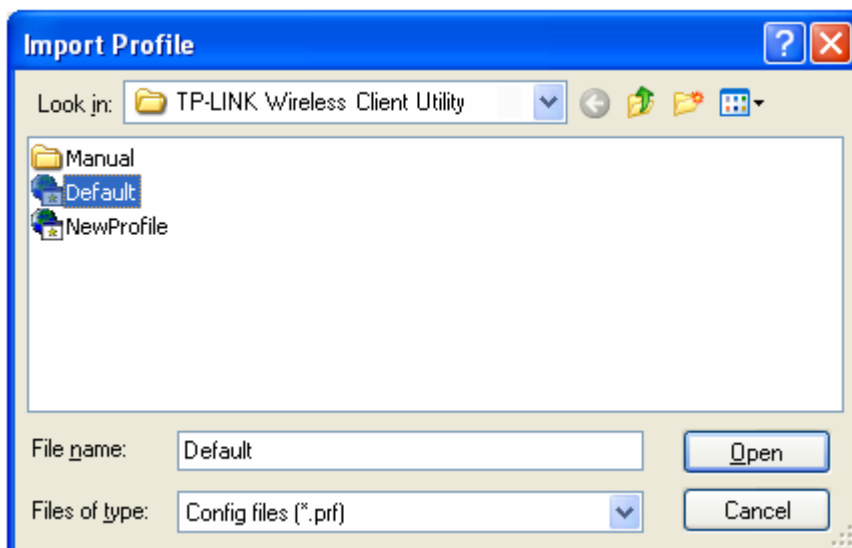 Import Profile
Look in: TP-LINK Wireless Client Utility
Manual
Default
NewProfile
File name: Default
Open
Files of type: Config files (*.prf)
Cancel